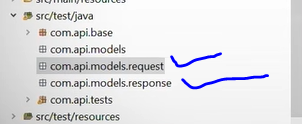 src/main/resources
src/test/java
com.api.base
com.api.models
com.api.models.request
com.api.models.response
com.api.tests
src/test/resources